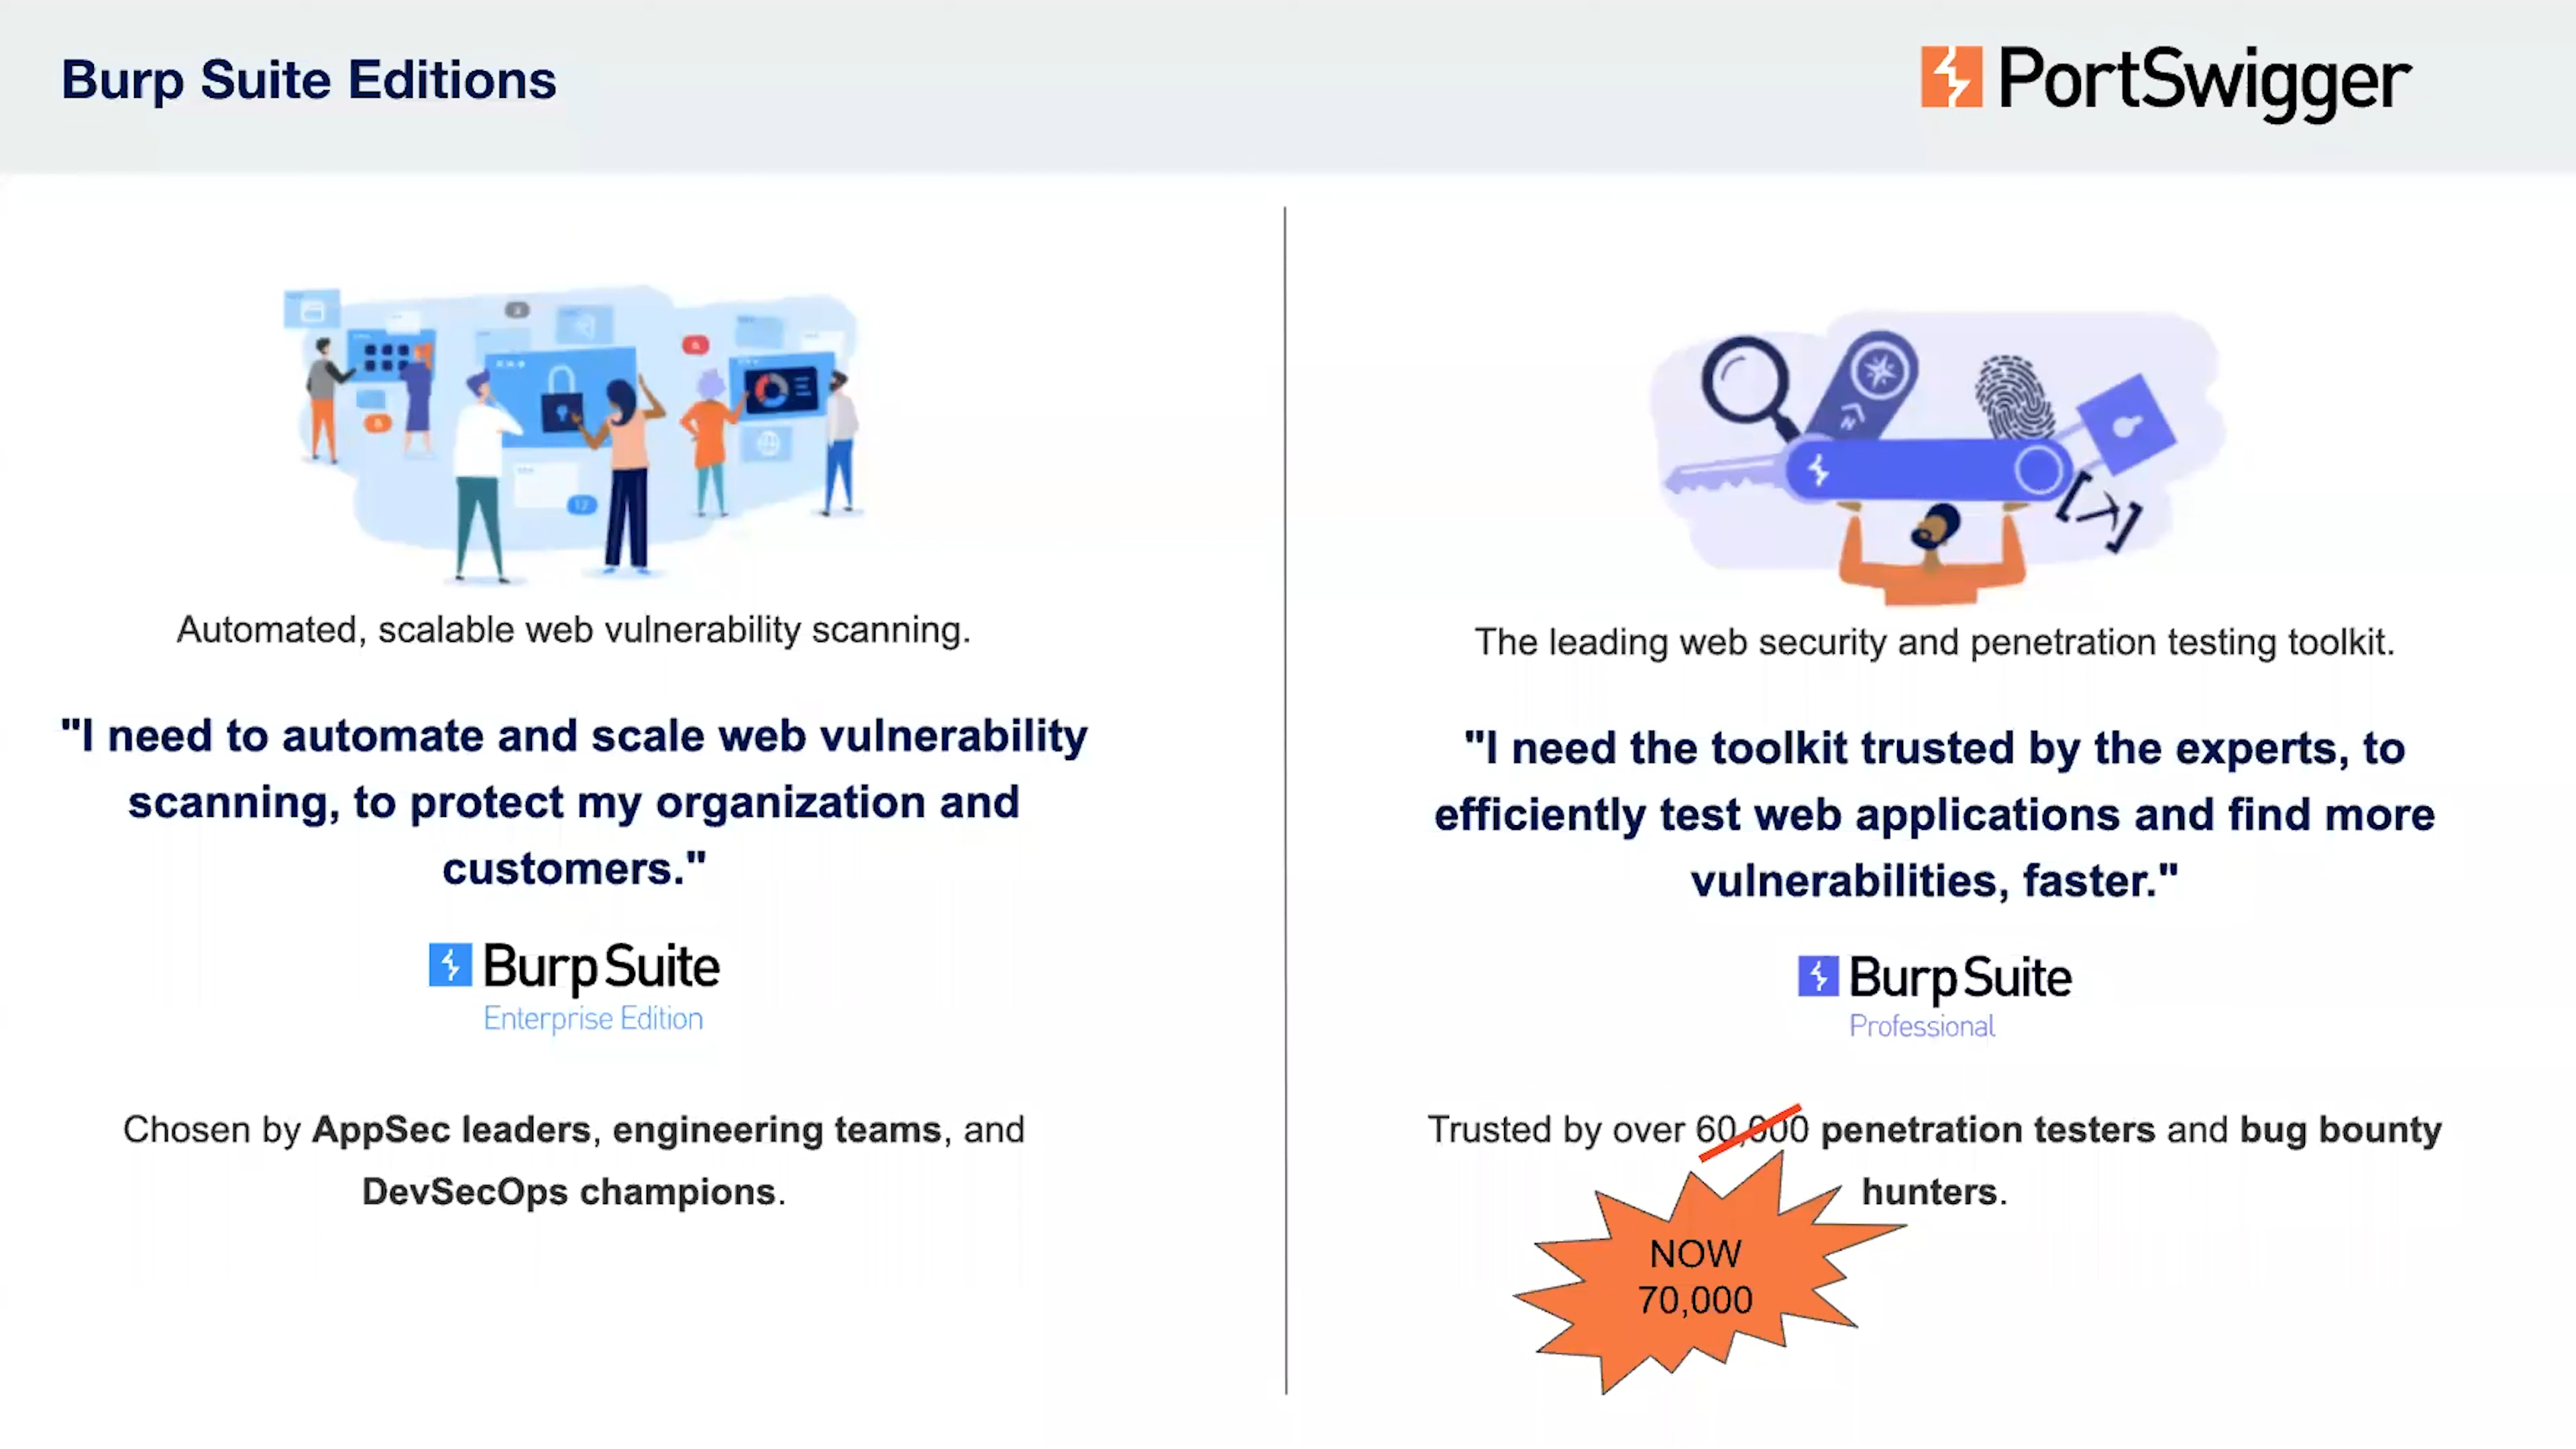 Burp Suite Editions
PortSwigger
Automated, scalable web vulnerability scanning.
"I need to automate and scale web vulnerability
scanning, to protect my organization and
customers."
Burp Suite
Enterprise Edition
Chosen by AppSec leaders, engineering teams, and
DevSecOps champions.
The leading web security and penetration testing toolkit.
"I need the toolkit trusted by the experts, to
efficiently test web applications and find more
vulnerabilities, faster."
Burp Suite
Professional
Trusted by over 60,000 penetration testers and bug bounty
hunters.
NOW
70,000